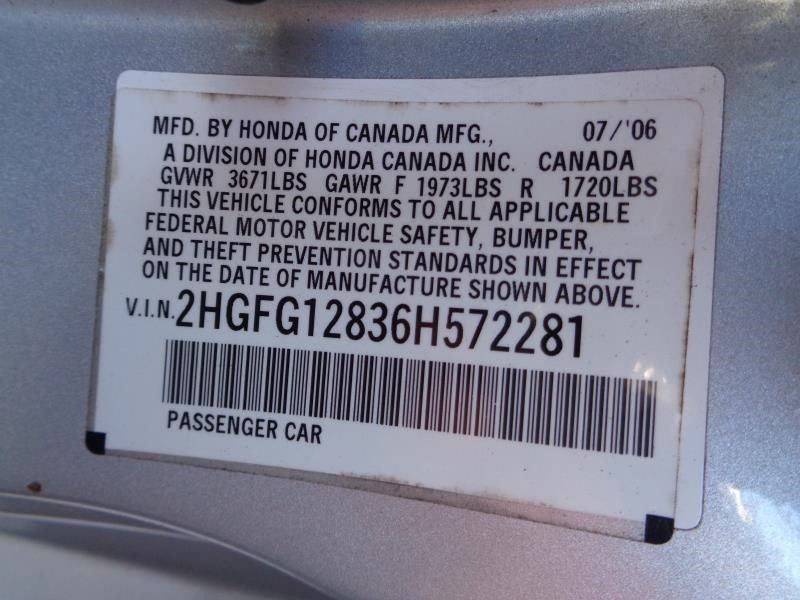 MFD. BY HONDA OF CANADA MFG., 07/'06
A DIVISION OF HONDA CANADA INC. CANADA
GVWR 3671LBS GAWR F 1973LBS R 1720LBS
THIS VEHICLE CONFORMS TO ALL APPLICABLE
FEDERAL MOTOR VEHICLE SAFETY, BUMPER,
AND THEFT PREVENTION STANDARDS IN EFFECT
ON THE DATE OF MANUFACTURE SHOWN ABOVE.
V.I.N. 2HGFG12836H572281
PASSENGER CAR